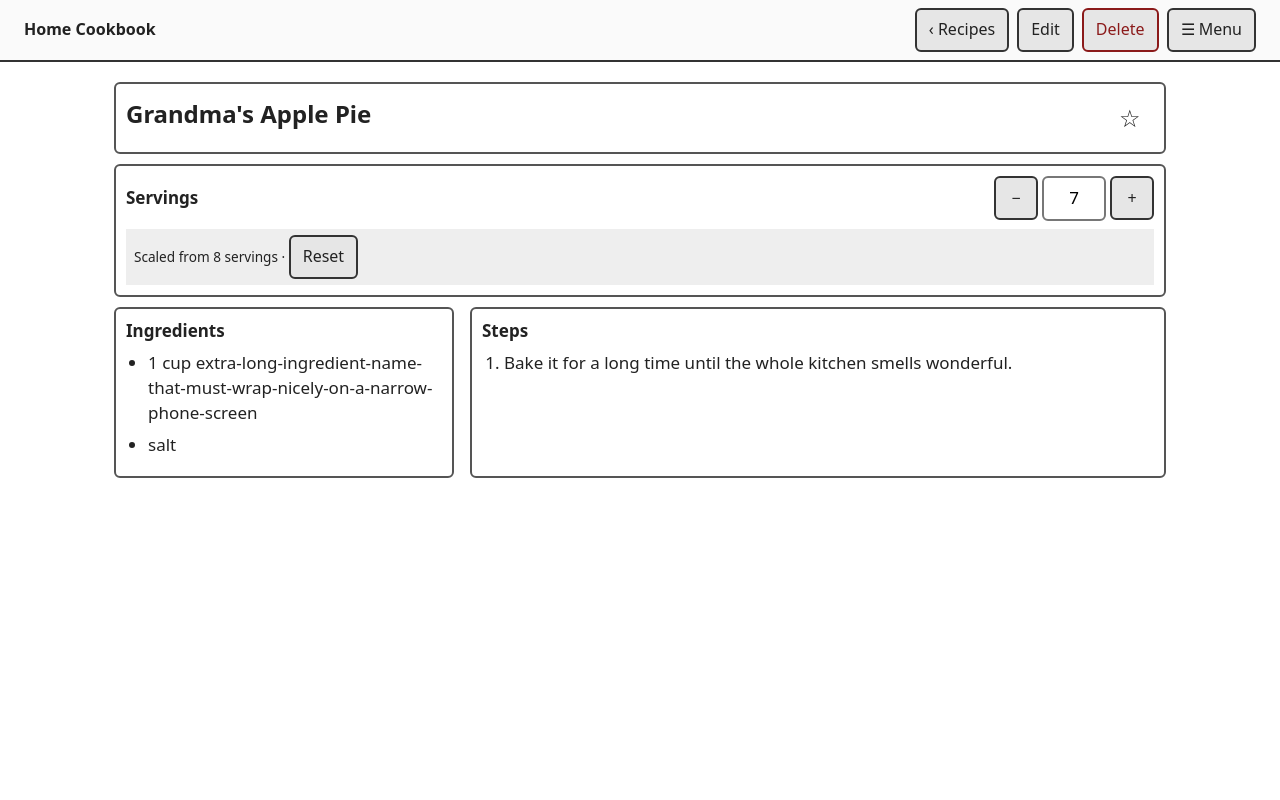 Home Cookbook
‹ Recipes
Edit
Delete
☰ Menu
Grandma's Apple Pie
☆
Servings
−
7
+
Scaled from 8 servings ·
Reset
Ingredients
• 1 cup extra-long-ingredient-name-
that-must-wrap-nicely-on-a-narrow-
phone-screen
• salt
Steps
1. Bake it for a long time until the whole kitchen smells wonderful.